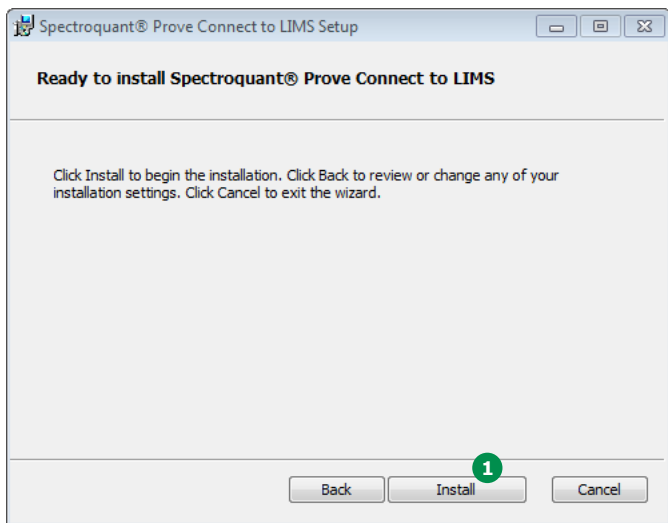 Spectroquant® Prove Connect to LIMS Setup
Ready to install Spectroquant® Prove Connect to LIMS
Click Install to begin the installation. Click Back to review or change any of your
installation settings. Click Cancel to exit the wizard.
1
Back Install Cancel